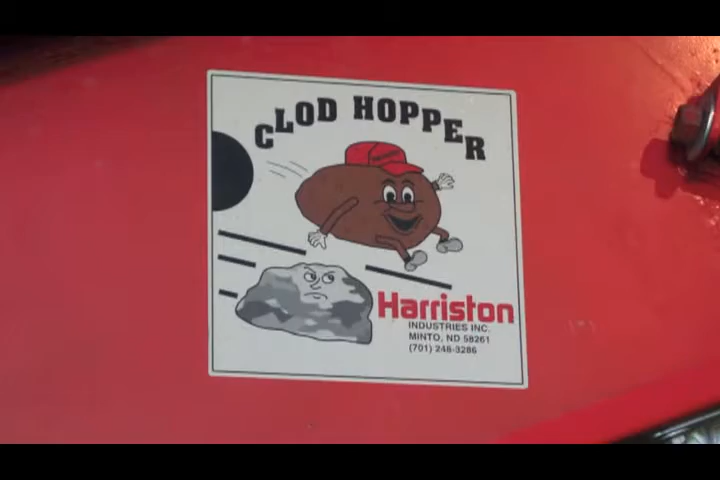 CLOD HOPPER
Harriston
INDUSTRIES INC.
MINTO, ND 58261
(701) 248-3286